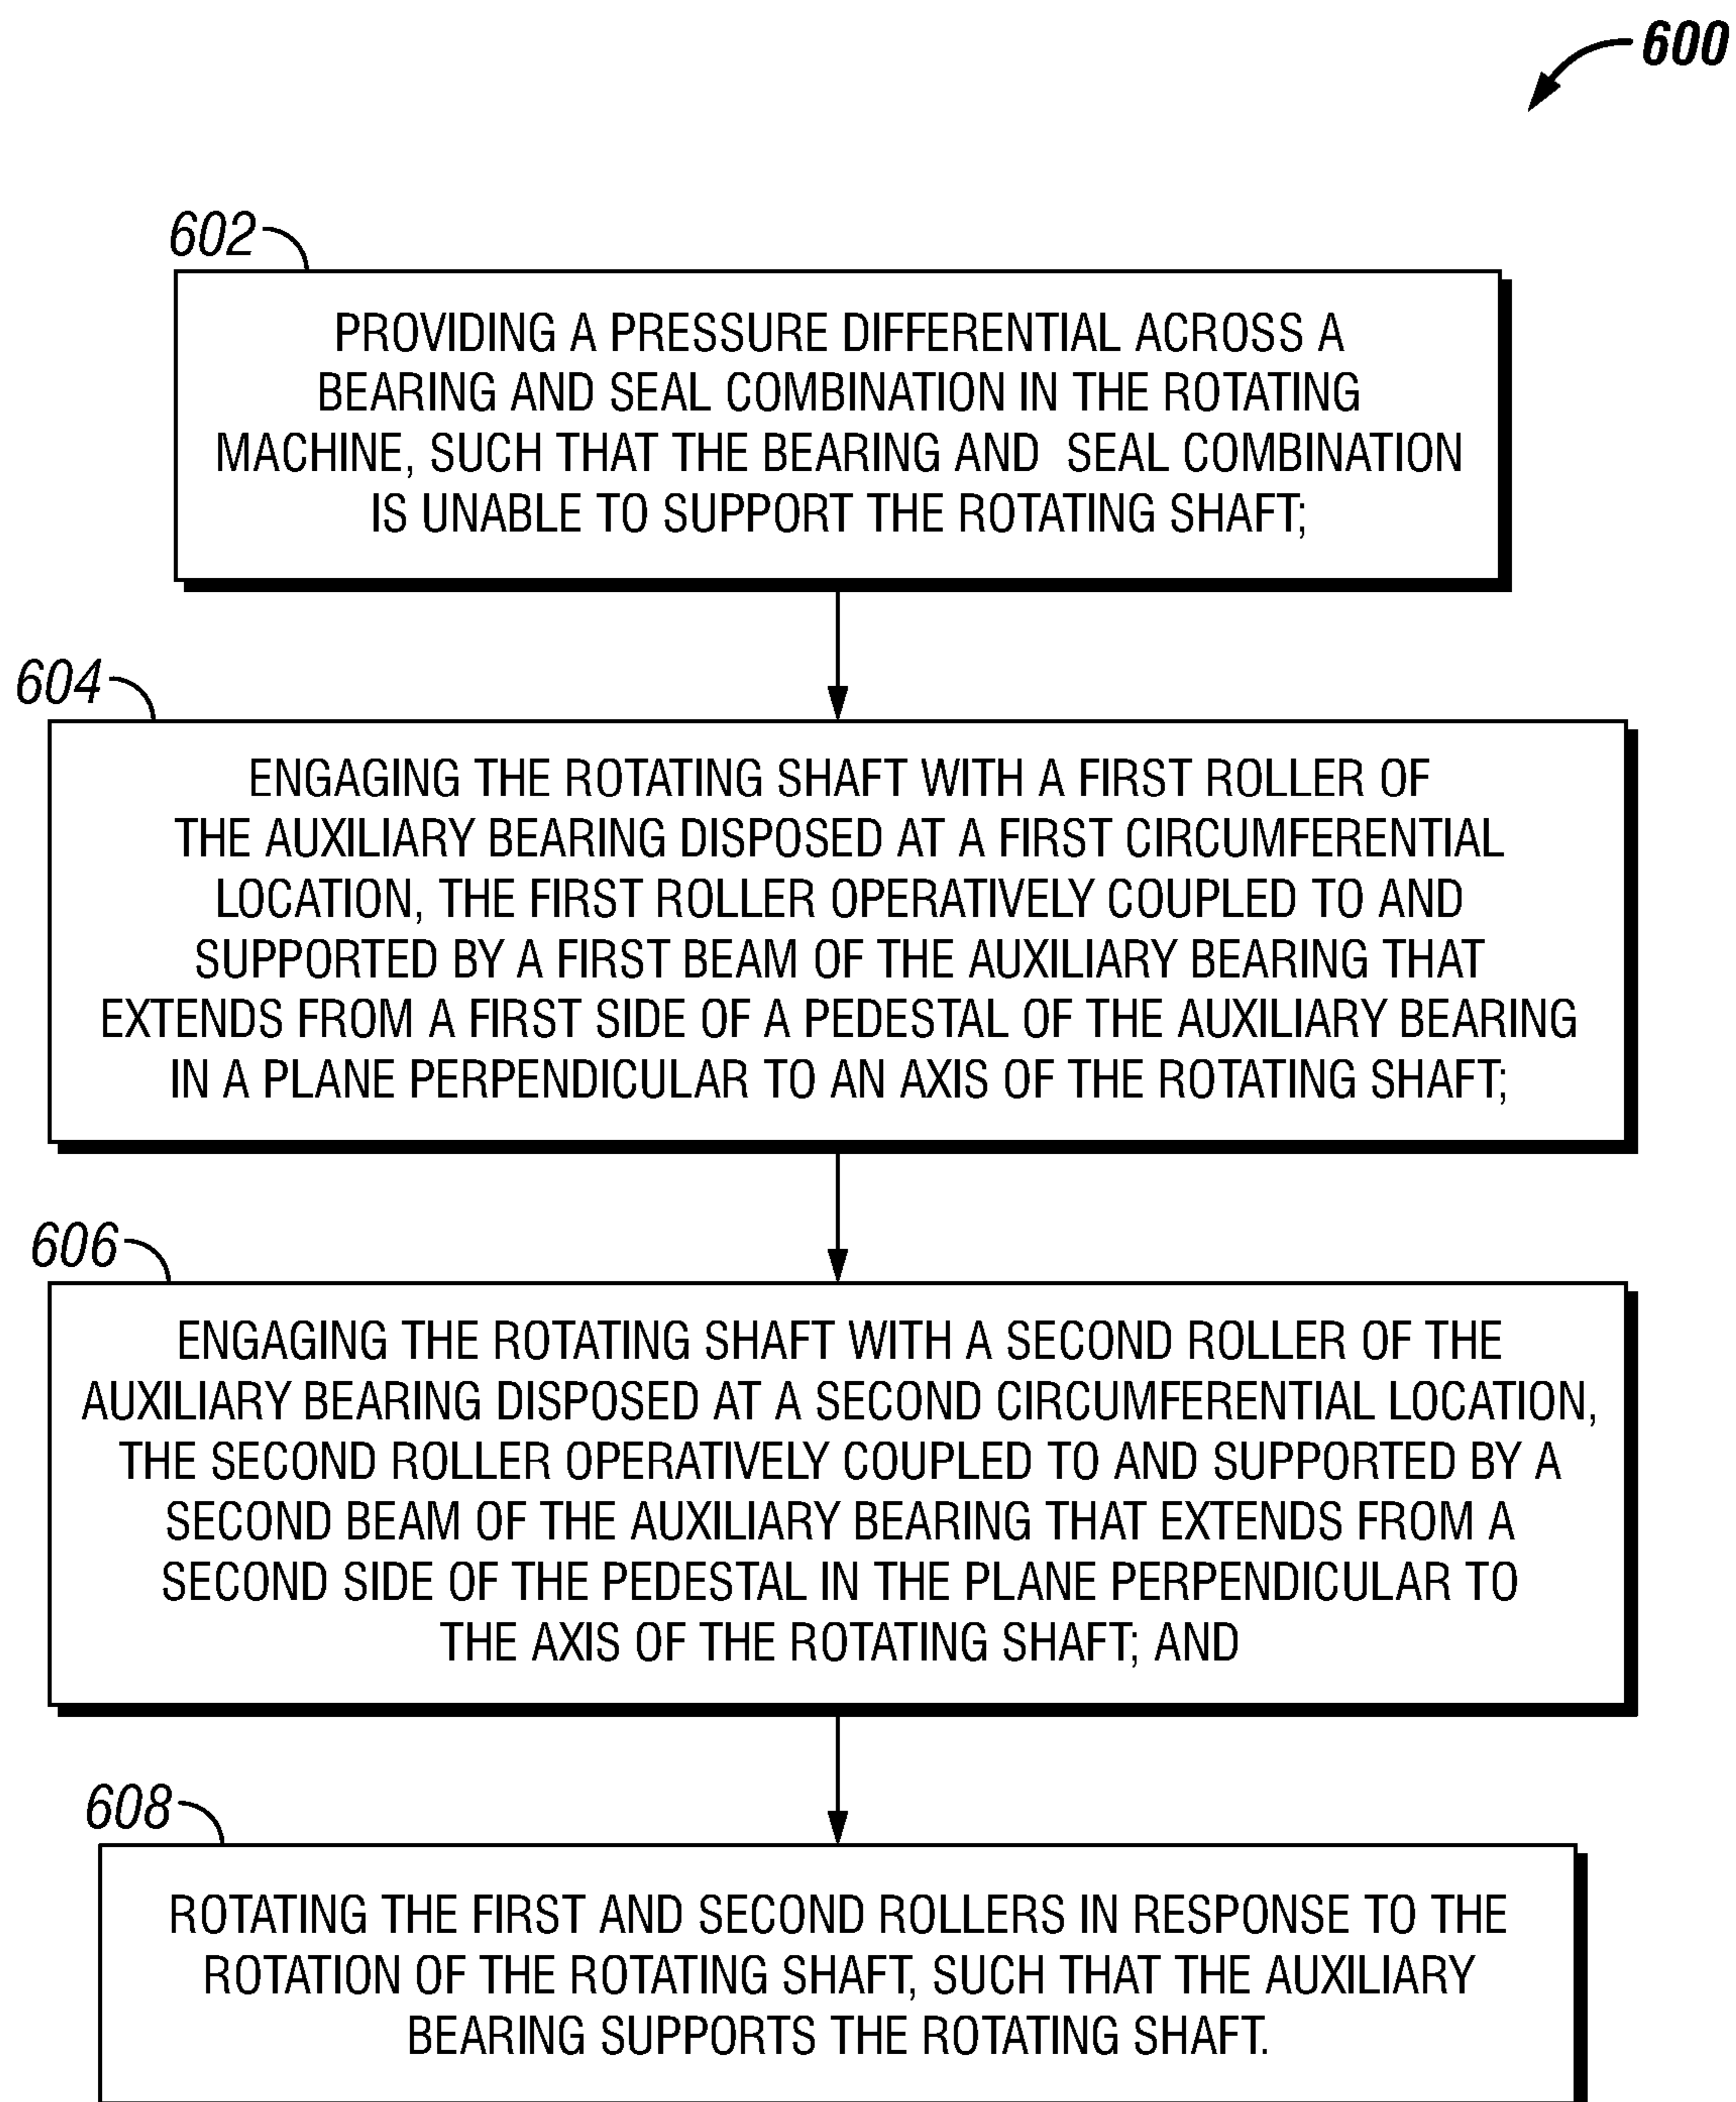 600
602
PROVIDING A PRESSURE DIFFERENTIAL ACROSS A
BEARING AND SEAL COMBINATION IN THE ROTATING
MACHINE, SUCH THAT THE BEARING AND SEAL COMBINATION
IS UNABLE TO SUPPORT THE ROTATING SHAFT;
604
ENGAGING THE ROTATING SHAFT WITH A FIRST ROLLER OF
THE AUXILIARY BEARING DISPOSED AT A FIRST CIRCUMFERENTIAL
LOCATION, THE FIRST ROLLER OPERATIVELY COUPLED TO AND
SUPPORTED BY A FIRST BEAM OF THE AUXILIARY BEARING THAT
EXTENDS FROM A FIRST SIDE OF A PEDESTAL OF THE AUXILIARY BEARING
IN A PLANE PERPENDICULAR TO AN AXIS OF THE ROTATING SHAFT;
606
ENGAGING THE ROTATING SHAFT WITH A SECOND ROLLER OF THE
AUXILIARY BEARING DISPOSED AT A SECOND CIRCUMFERENTIAL LOCATION,
THE SECOND ROLLER OPERATIVELY COUPLED TO AND SUPPORTED BY A
SECOND BEAM OF THE AUXILIARY BEARING THAT EXTENDS FROM A
SECOND SIDE OF THE PEDESTAL IN THE PLANE PERPENDICULAR TO
THE AXIS OF THE ROTATING SHAFT; AND
608
ROTATING THE FIRST AND SECOND ROLLERS IN RESPONSE TO THE
ROTATION OF THE ROTATING SHAFT, SUCH THAT THE AUXILIARY
BEARING SUPPORTS THE ROTATING SHAFT.